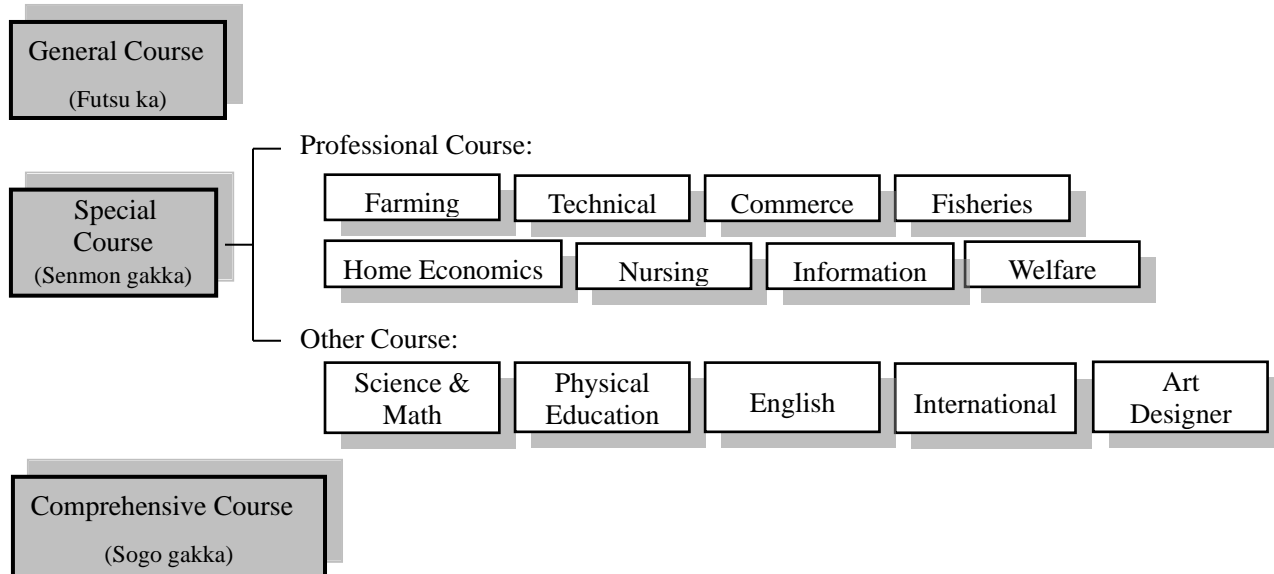 General Course
(Futsu ka)
Professional Course:
Farming
Technical
Commerce
Fisheries
Special
Course
(Senmon gakka)
Home Economics
Nursing
Information
Welfare
Other Course:
Science &
Math
Physical
Education
English
International
Art
Designer
Comprehensive Course
(Sogo gakka)